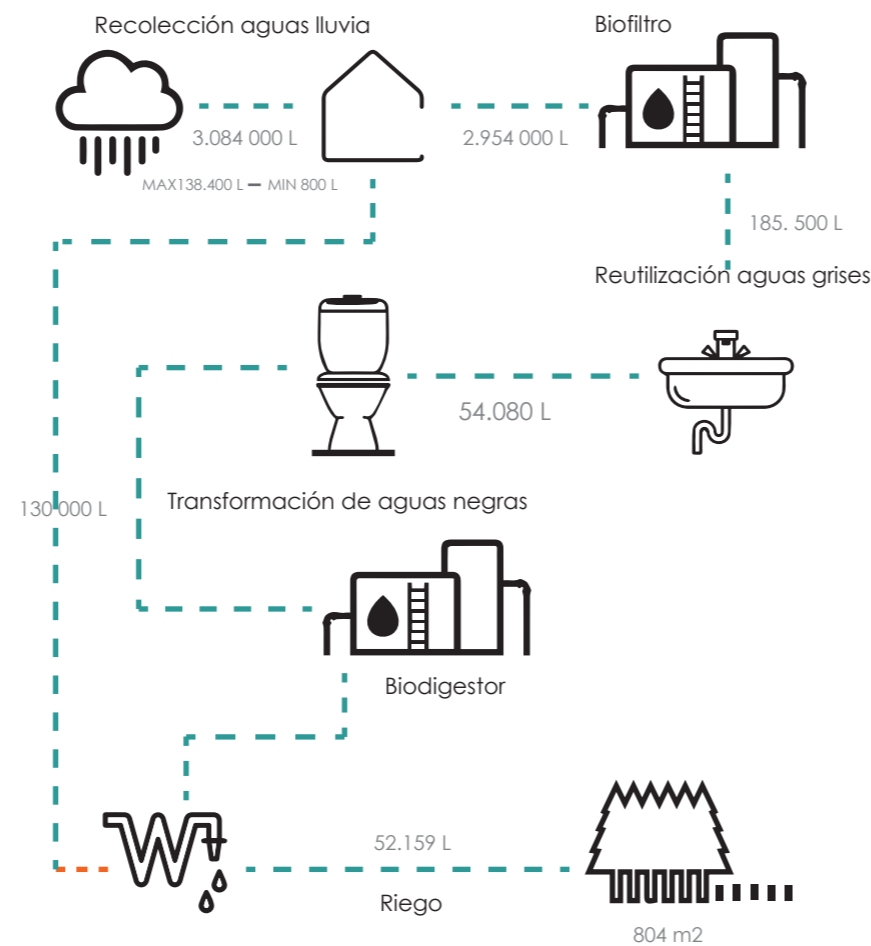 Recolección aguas lluvia
Biofiltro
3.084 000 L
2.954 000 L
MAX138.400 L — MIN 800 L
185. 500 L
Reutilización aguas grises
54.080 L
130 000 L
Transformación de aguas negras
Biodigestor
52.159 L
Riego
804 m2